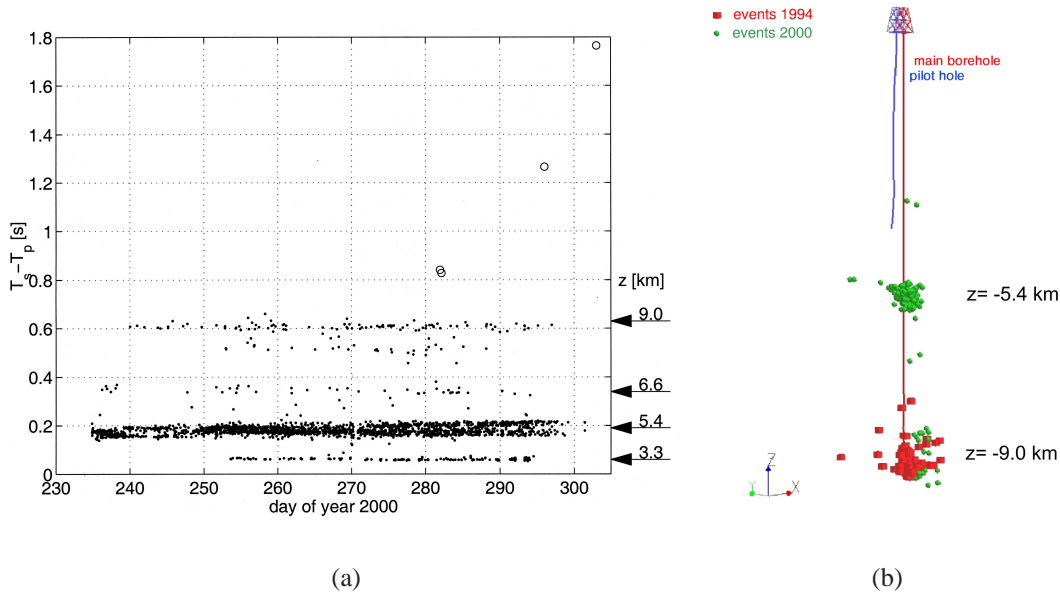 events 1994
events 2000
main borehole
pilot hole
z= -5.4 km
z= -9.0 km
Z
Y
X
T_s-T_p [s]
1.8
1.6
1.4
1.2
1
0.8
0.6
0.4
0.2
0
z [km]
9.0
6.6
5.4
3.3
230 240 250 260 270 280 290 300
day of year 2000
(a)
(b)